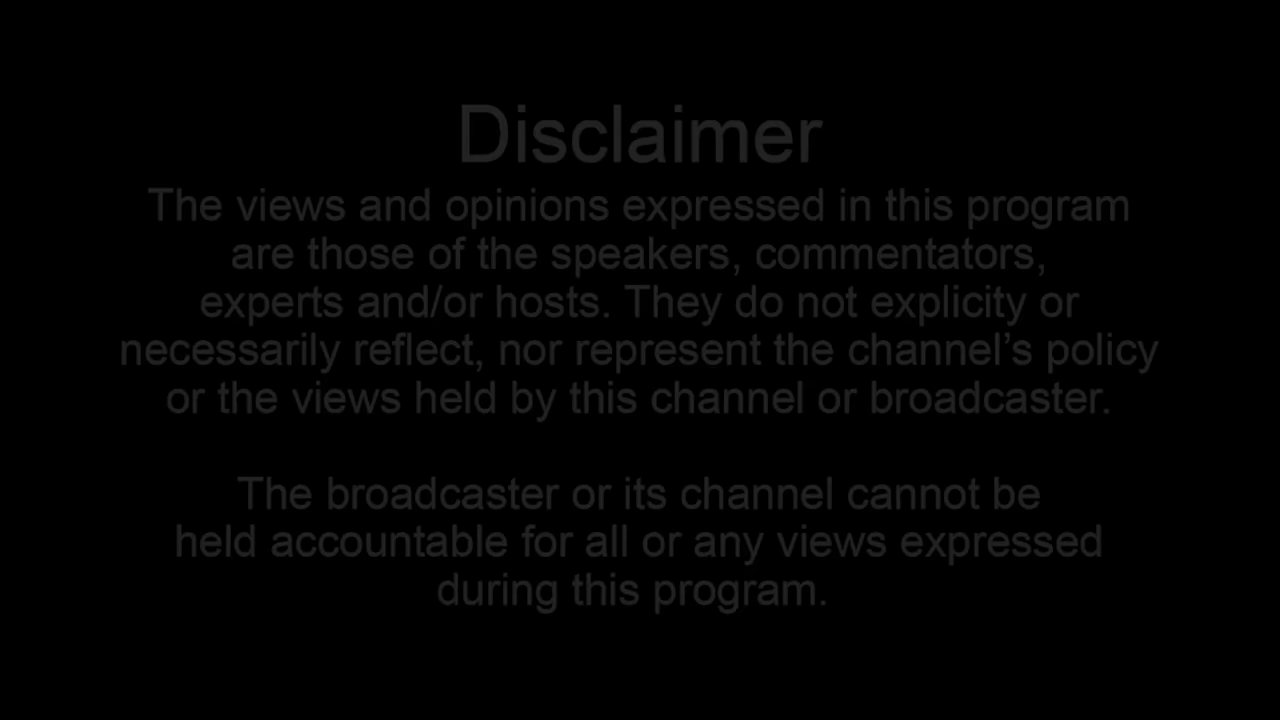 Disclaimer
The views and opinions expressed in this program
are those of the speakers, commentators,
experts and/or hosts. They do not explicity or
necessarily reflect, nor represent the channel’s policy
or the views held by this channel or broadcaster.
The broadcaster or its channel cannot be
held accountable for all or any views expressed
during this program.